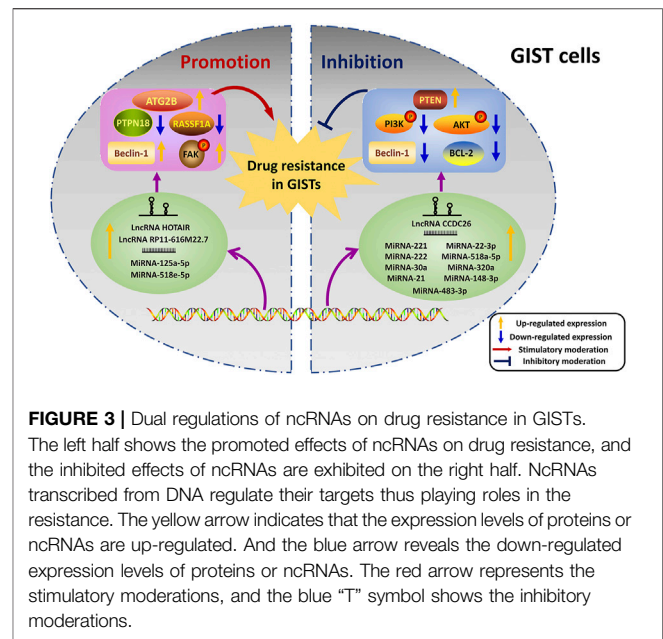 Promotion
Inhibition
GIST cells
ATG2B
PTPN18
RASSF1A
Beclin-1
FAK
P
PTEN
PI3K
P
AKT
P
Beclin-1
BCL-2
Drug resistance
in GISTs
LncRNA HOTAIR
LncRNA RP11-616M22.7
MiRNA-125a-5p
MiRNA-518e-5p
LncRNA CCDC26
MiRNA-221
MiRNA-22-3p
MiRNA-222
MiRNA-518a-5p
MiRNA-30a
MiRNA-320a
MiRNA-21
MiRNA-148-3p
MiRNA-483-3p
Up-regulated expression
Down-regulated expression
Stimulatory moderation
Inhibitory moderation
FIGURE 3 | Dual regulations of ncRNAs on drug resistance in GISTs.
The left half shows the promoted effects of ncRNAs on drug resistance, and
the inhibited effects of ncRNAs are exhibited on the right half. NcRNAs
transcribed from DNA regulate their targets thus playing roles in the
resistance. The yellow arrow indicates that the expression levels of proteins or
ncRNAs are up-regulated. And the blue arrow reveals the down-regulated
expression levels of proteins or ncRNAs. The red arrow represents the
stimulatory moderations, and the blue “T” symbol shows the inhibitory
moderations.